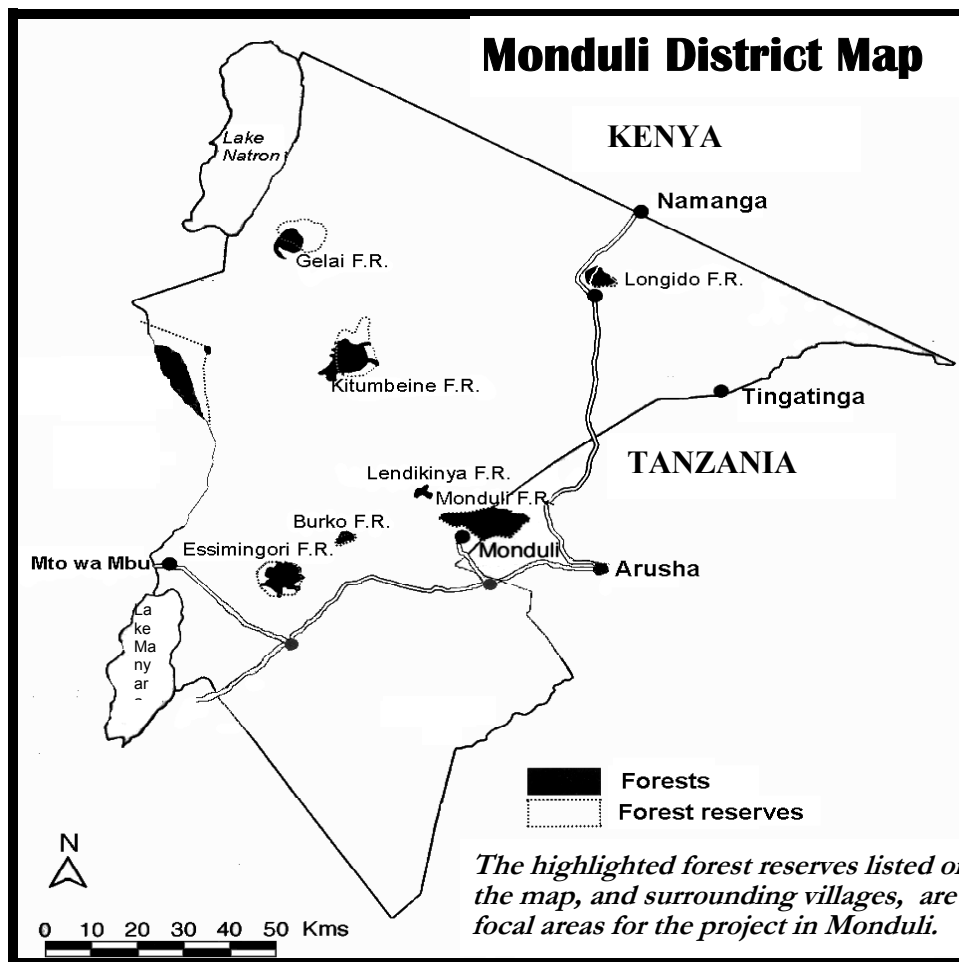 Monduli District Map
KENYA
Lake
Natron
Namanga
Gelai F.R.
Longido F.R.
Kitumbeine F.R.
Tingatinga
TANZANIA
Lendikinya F.R.
Monduli F.R.
Burko F.R.
Essimingori F.R.
Monduli
Mto wa Mbu
Arusha
La
ke
Ma
ny
ar
Forests
Forest reserves
N
The highlighted forest reserves listed
the map, and surrounding villages, are
focal areas for the project in Monduli.
0 10 20 30 40 50 Kms